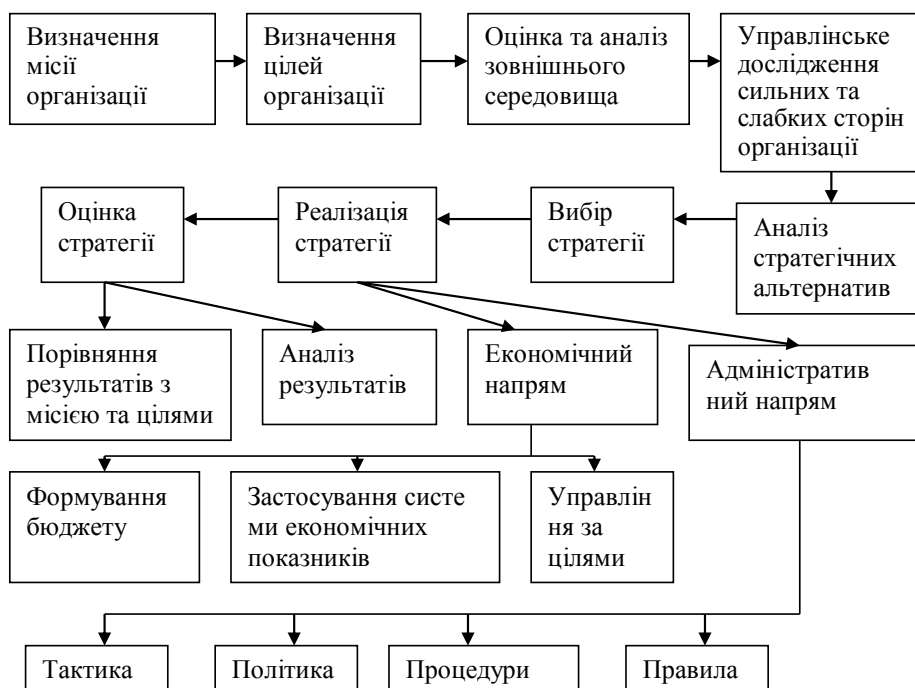 Визначення
місії
організації
Визначення
цілей
організації
Оцінка та аналіз
зовнішнього
середовища
Управлінське
дослідження
сильних та
слабких сторін
організації
Оцінка
стратегії
Реалізація
стратегії
Вибір
стратегії
Аналіз
стратегічних
альтернатив
Порівняння
результатів з
місією та цілями
Аналіз
результатів
Економічний
напрям
Адміністратив
ний напрям
Формування
бюджету
Застосування систе
ми економічних
показників
Управлін
ня за
цілями
Тактика
Політика
Процедури
Правила